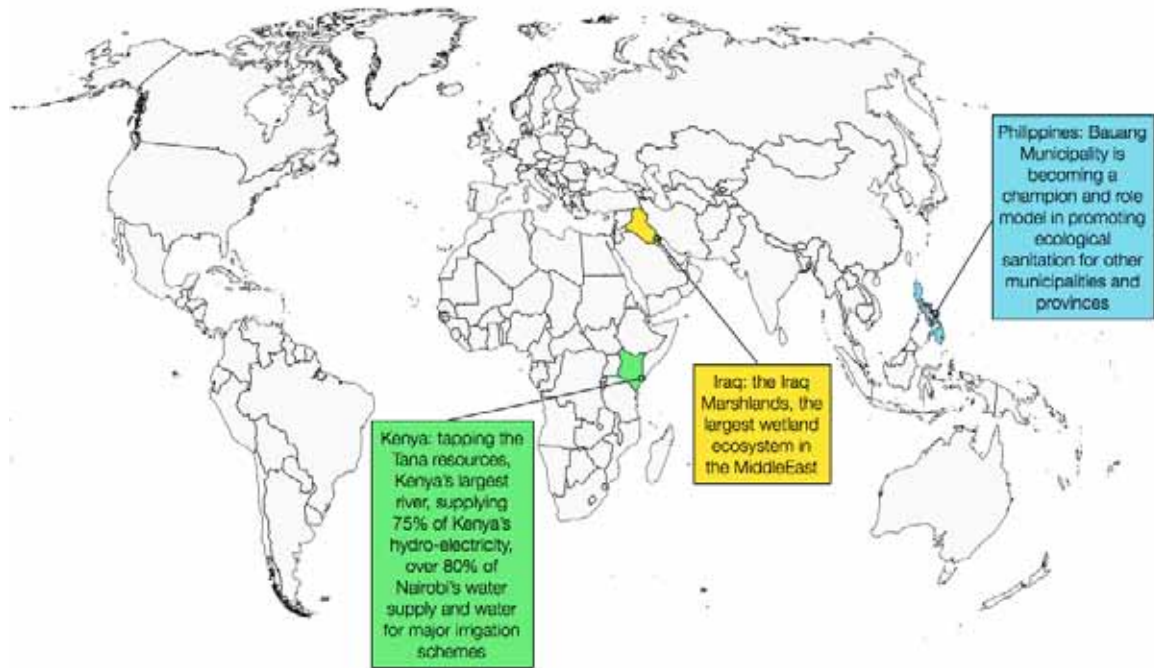 Philippines: Bauang
Municipality is
becoming a
champion and role
model in promoting
ecological
sanitation for other
municipalities and
provinces
Iraq: the Iraq
Marshlands, the
largest wetland
ecosystem in
the MiddleEast
Kenya: tapping the
Tana resources,
Kenya's largest
river, supplying
75% of Kenya's
hydro-electricity,
over 80% of
Nairobi's water
supply and water
for major irrigation
schemes